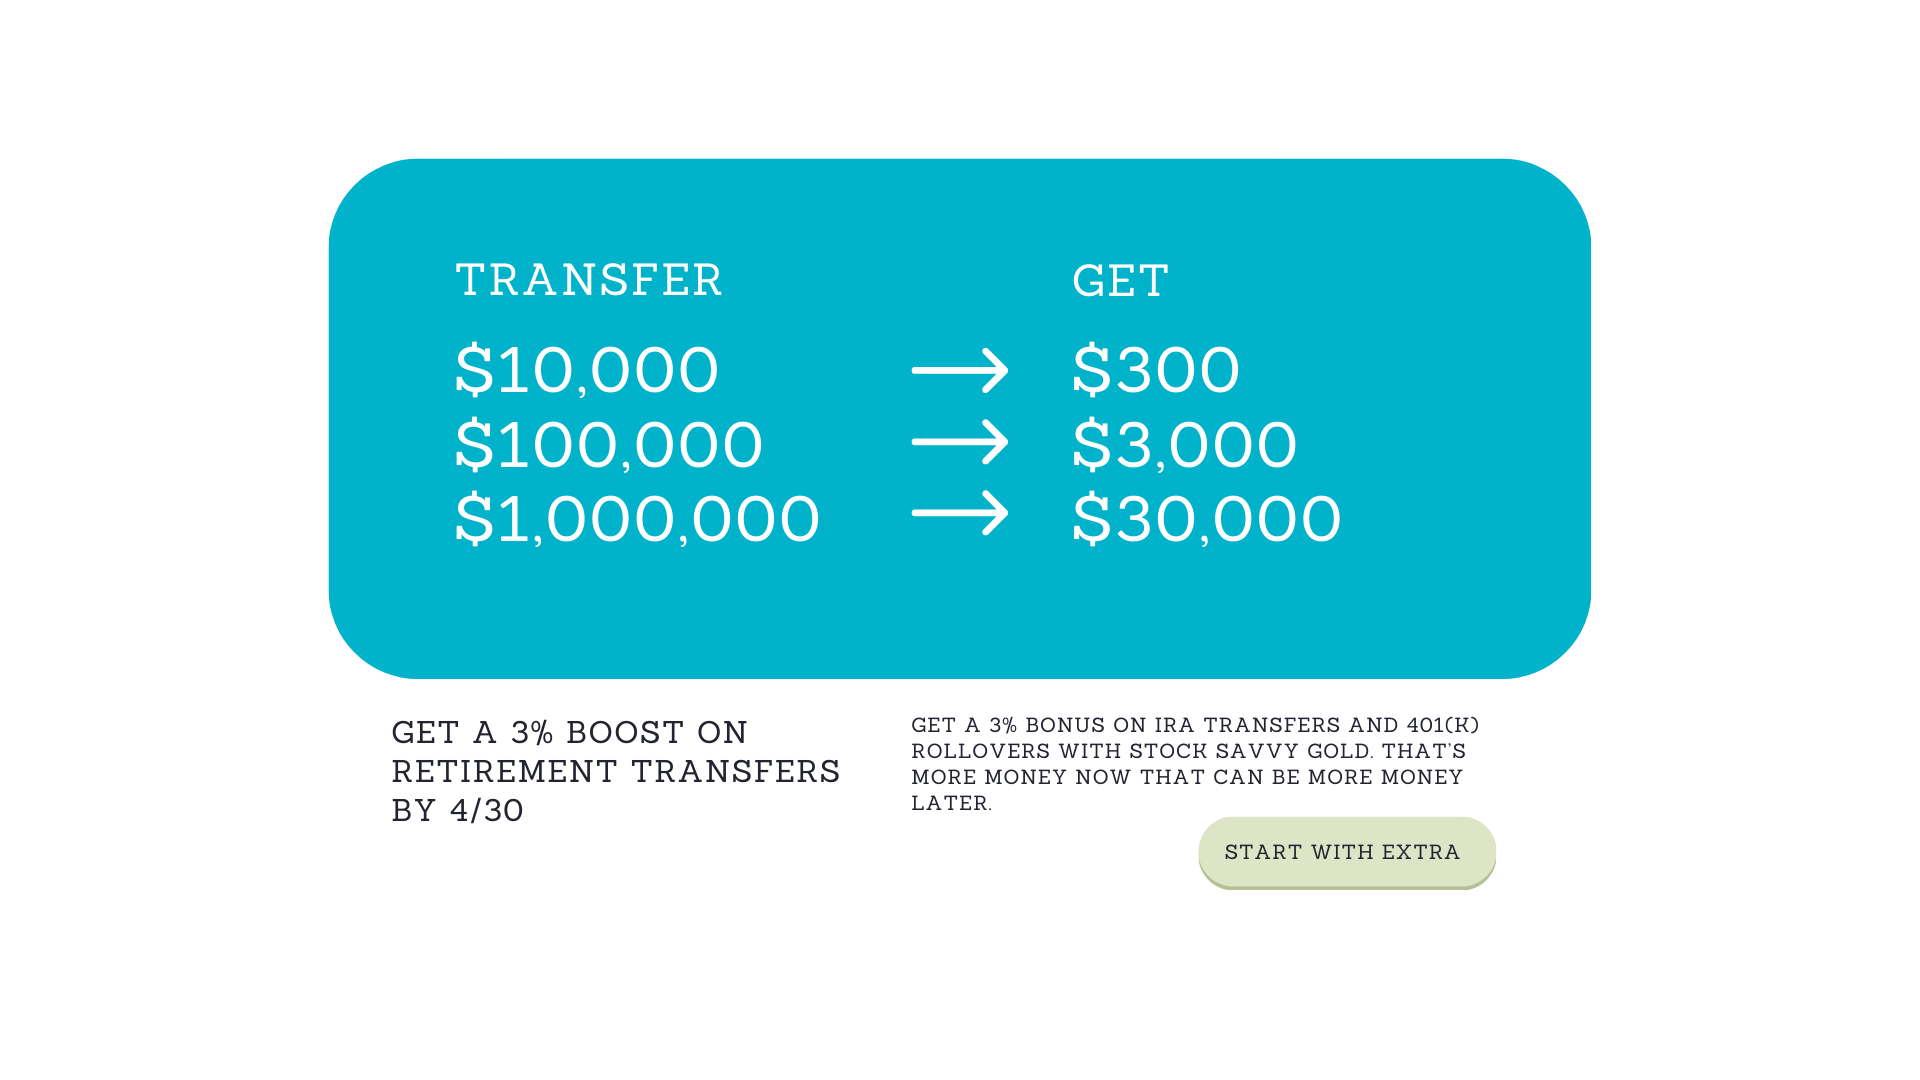 TRANSFER
GET
$10,000
$300
$100,000
$3,000
$1,000,000
$30,000
GET A 3% BOOST ON
RETIREMENT TRANSFERS
BY 4/30
GET A 3% BONUS ON IRA TRANSFERS AND 401(K)
ROLLOVERS WITH STOCK SAVVY GOLD. THAT'S
MORE MONEY NOW THAT CAN BE MORE MONEY
LATER.
START WITH EXTRA